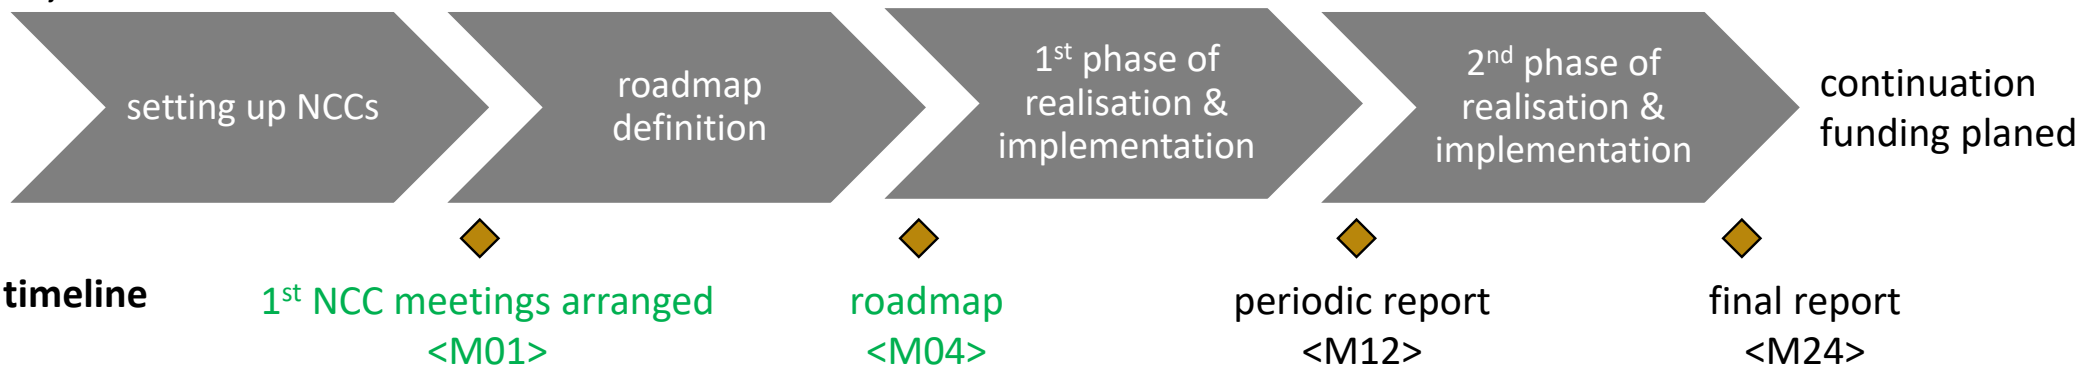 setting up NCCs
roadmap
definition
1st phase of
realisation &
implementation
2nd phase of
realisation &
implementation
continuation
funding planed
timeline
1st NCC meetings arranged
<M01>
roadmap
<M04>
periodic report
<M12>
final report
<M24>